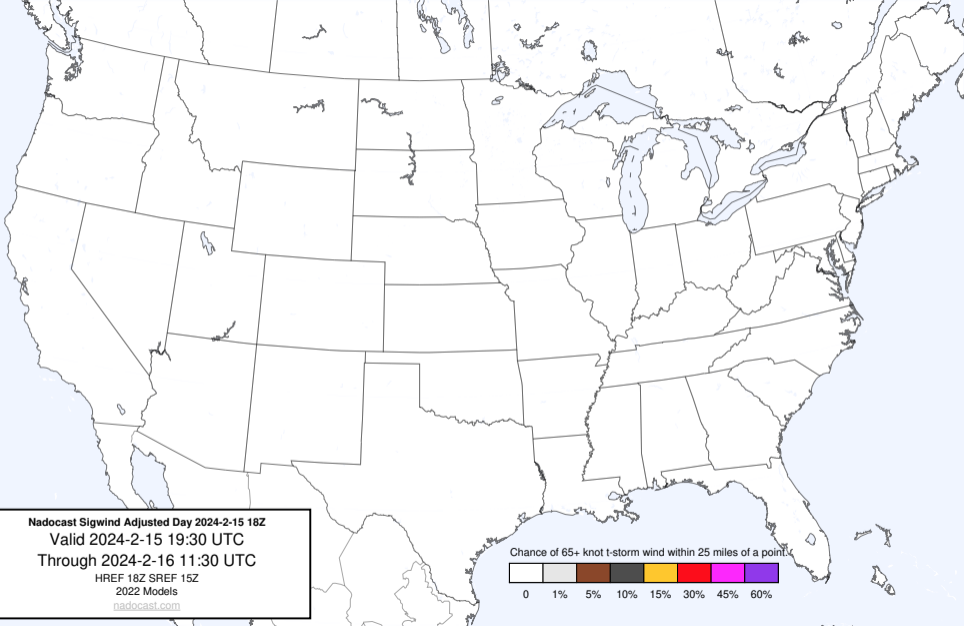 Nadocast Sigwind Adjusted Day 2024-2-15 18Z
Valid 2024-2-15 19:30 UTC
Through 2024-2-16 11:30 UTC
HREF 18Z SREF 15Z
2022 Models
nadocast.com
Chance of 65+ knot t-storm wind within 25 miles of a point.
0 1% 5% 10% 15% 30% 45% 60%